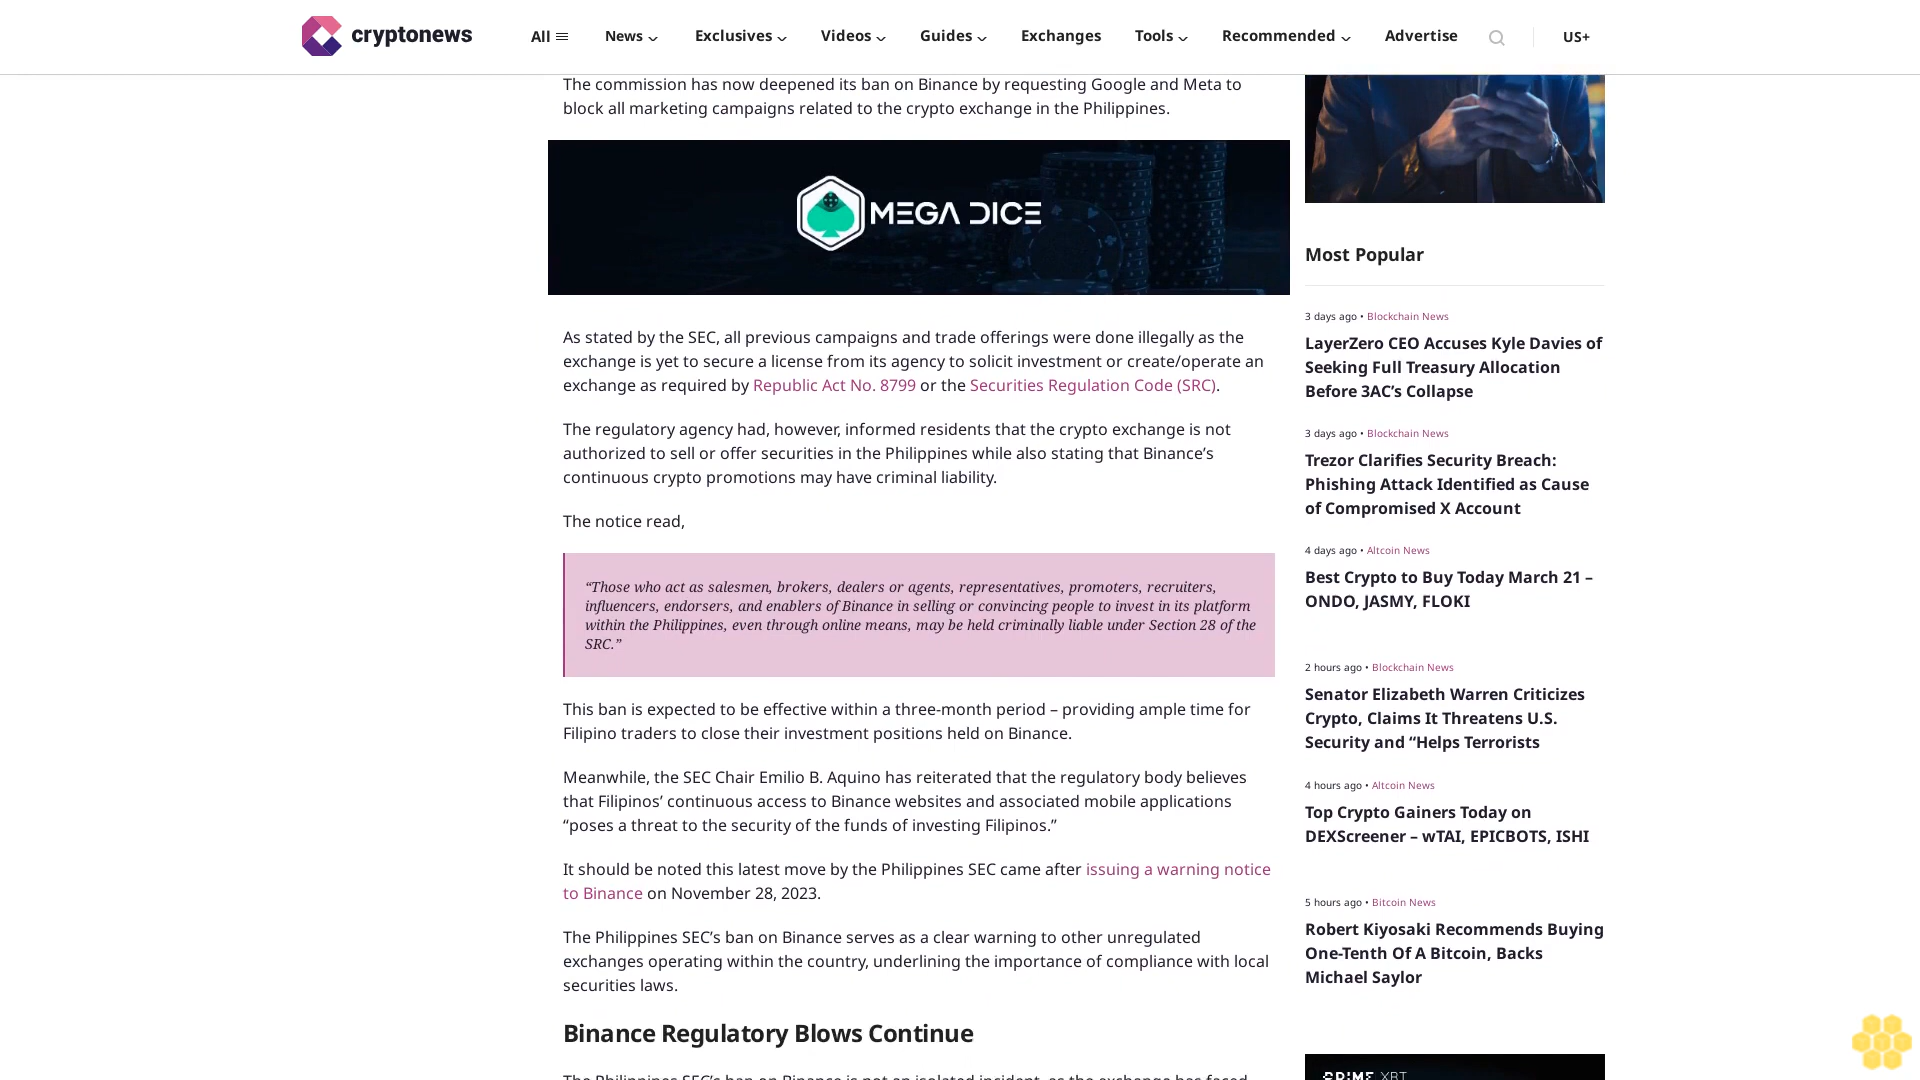 cryptonews
All
News
Exclusives
Videos
Guides
Exchanges
Tools
Recommended
Advertise
US+
The commission has now deepened its ban on Binance by requesting Google and Meta to
block all marketing campaigns related to the crypto exchange in the Philippines.
MEGA DICE
As stated by the SEC, all previous campaigns and trade offerings were done illegally as the
exchange is yet to secure a license from its agency to solicit investment or create/operate an
exchange as required by Republic Act No. 8799 or the Securities Regulation Code (SRC).
The regulatory agency had, however, informed residents that the crypto exchange is not
authorized to sell or offer securities in the Philippines while also stating that Binance’s
continuous crypto promotions may have criminal liability.
The notice read,
“Those who act as salesmen, brokers, dealers or agents, representatives, promoters, recruiters,
influencers, endorsers, and enablers of Binance in selling or convincing people to invest in its platform
within the Philippines, even through online means, may be held criminally liable under Section 28 of the
SRC.”
This ban is expected to be effective within a three-month period – providing ample time for
Filipino traders to close their investment positions held on Binance.
Meanwhile, the SEC Chair Emilio B. Aquino has reiterated that the regulatory body believes
that Filipinos’ continuous access to Binance websites and associated mobile applications
“poses a threat to the security of the funds of investing Filipinos.”
It should be noted this latest move by the Philippines SEC came after issuing a warning notice
to Binance on November 28, 2023.
The Philippines SEC’s ban on Binance serves as a clear warning to other unregulated
exchanges operating within the country, underlining the importance of compliance with local
securities laws.
Binance Regulatory Blows Continue
The Philippines SEC’s ban on Binance is not an isolated incident, as the exchange has faced
Most Popular
3 days ago • Blockchain News
LayerZero CEO Accuses Kyle Davies of
Seeking Full Treasury Allocation
Before 3AC’s Collapse
3 days ago • Blockchain News
Trezor Clarifies Security Breach:
Phishing Attack Identified as Cause
of Compromised X Account
4 days ago • Altcoin News
Best Crypto to Buy Today March 21 –
ONDO, JASMY, FLOKI
2 hours ago • Blockchain News
Senator Elizabeth Warren Criticizes
Crypto, Claims It Threatens U.S.
Security and “Helps Terrorists
4 hours ago • Altcoin News
Top Crypto Gainers Today on
DEXScreener – wTAI, EPICBOTS, ISHI
5 hours ago • Bitcoin News
Robert Kiyosaki Recommends Buying
One-Tenth Of A Bitcoin, Backs
Michael Saylor
PRIME XBT